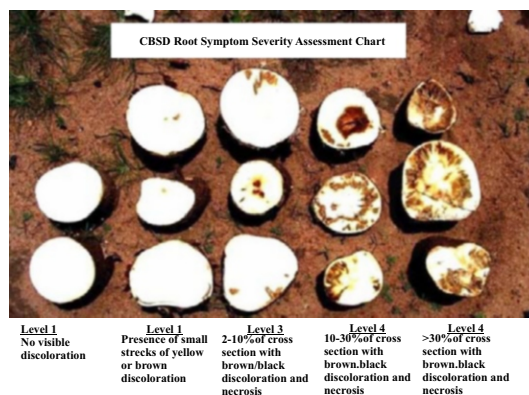 CBSD Root Symptom Severity Assessment Chart
Level 1
No visible
discoloration
Level 1
Presence of small
strecks of yellow
or brown
discoloration
Level 3
2-10%of cross
section with
brown/black
discoloration and
necrosis
Level 4
10-30%of cross
section with
brown.black
discoloration and
necrosis
Level 4
>30%of cross
section with
brown.black
discoloration and
necrosis